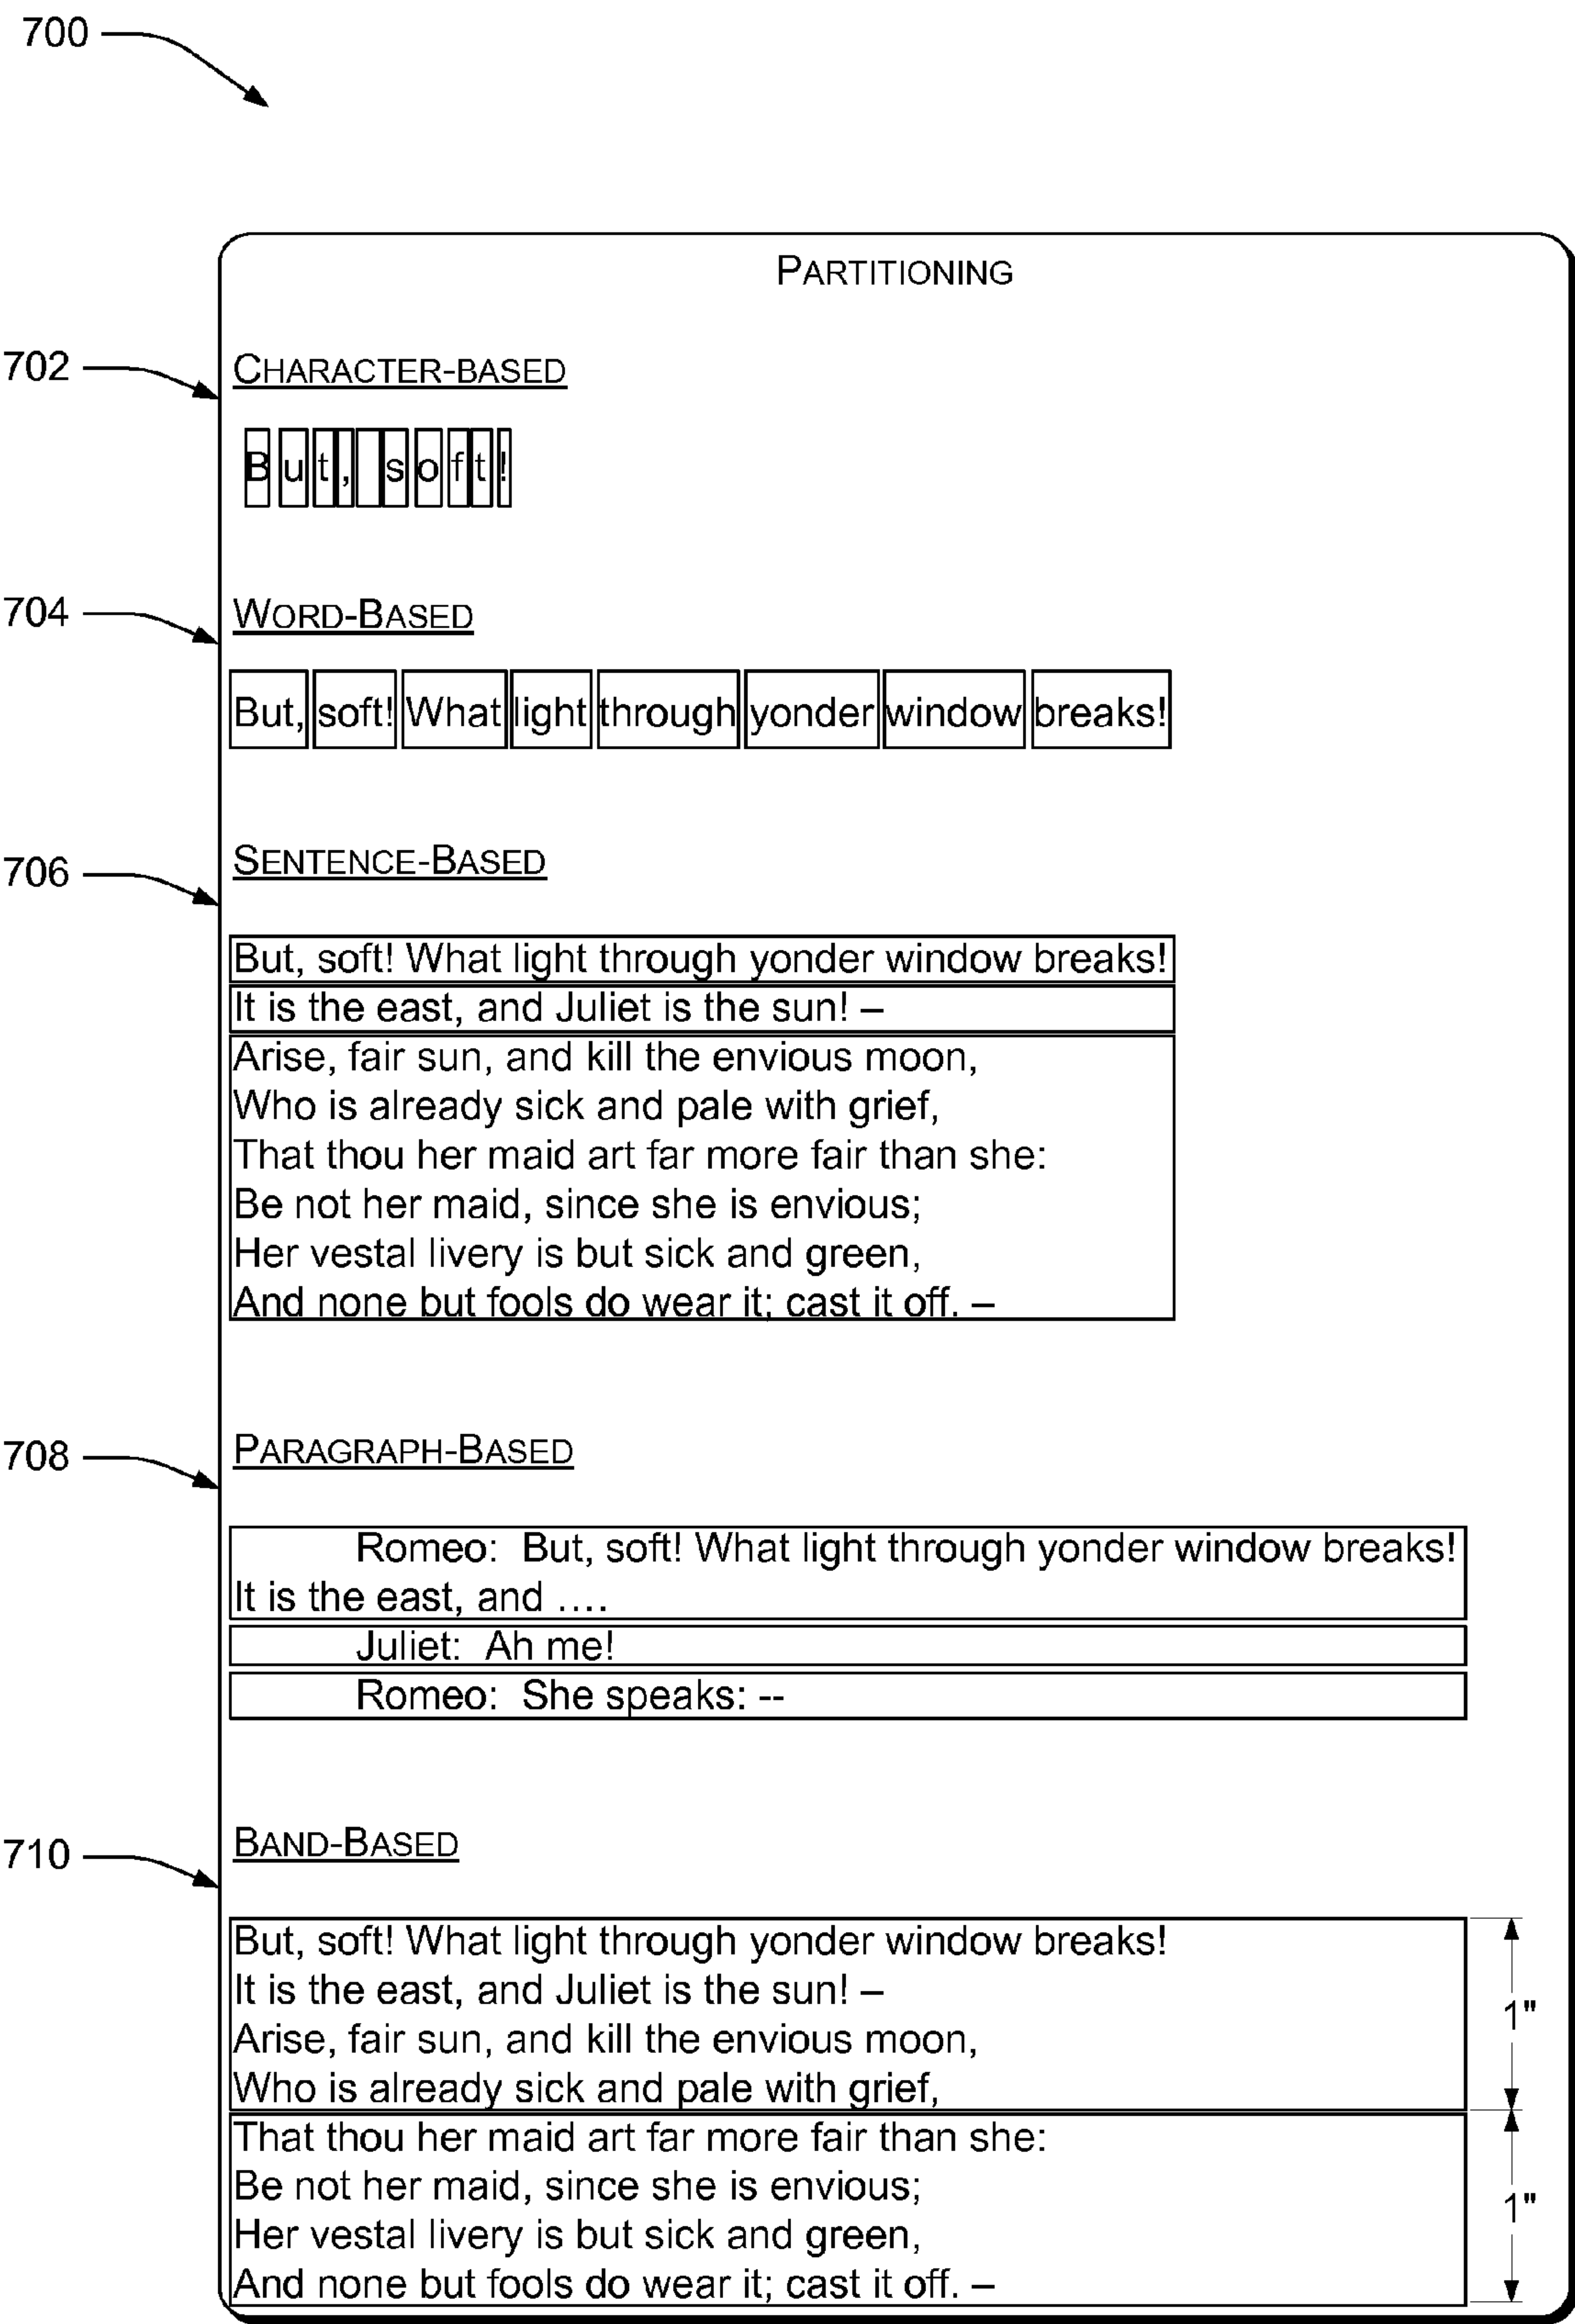 700
PARTITIONING
702
CHARACTER-BASED
But, soft!
704
WORD-BASED
But, soft! What light through yonder window breaks!
706
SENTENCE-BASED
But, soft! What light through yonder window breaks!
It is the east, and Juliet is the sun! –
Arise, fair sun, and kill the envious moon,
Who is already sick and pale with grief,
That thou her maid art far more fair than she:
Be not her maid, since she is envious;
Her vestal livery is but sick and green,
And none but fools do wear it; cast it off. –
708
PARAGRAPH-BASED
Romeo:  But, soft! What light through yonder window breaks!
It is the east, and ....
Juliet:  Ah me!
Romeo:  She speaks: --
710
BAND-BASED
But, soft! What light through yonder window breaks!
It is the east, and Juliet is the sun! –
Arise, fair sun, and kill the envious moon,
Who is already sick and pale with grief,
1"
That thou her maid art far more fair than she:
Be not her maid, since she is envious;
Her vestal livery is but sick and green,
And none but fools do wear it; cast it off. –
1"